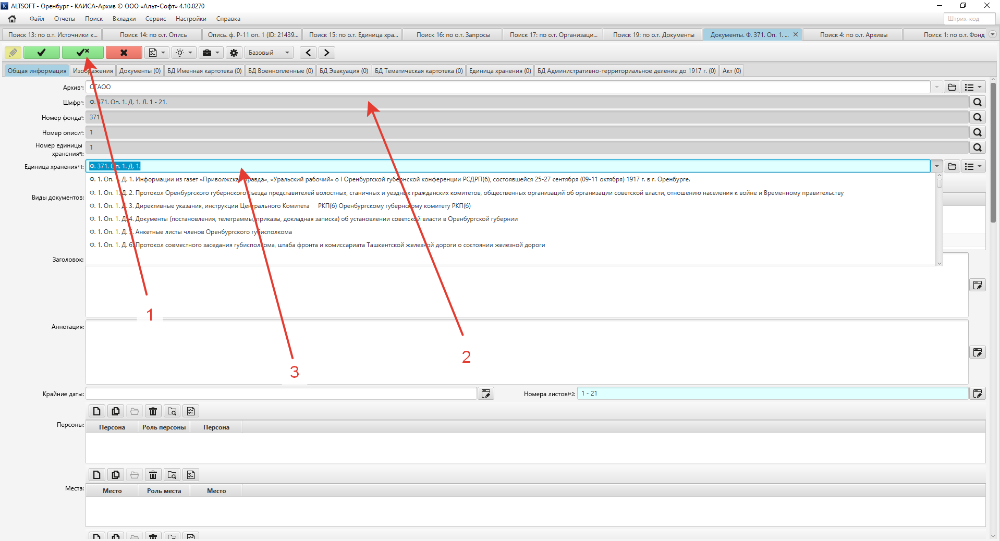 ALTSOFT - Оренбург - КАИСА-Архив © ООО «Альт-Софт» 4.10.0270
Файл Отчеты Поиск Вкладки Сервис Настройки Справка Штрих-код
Поиск 13: по о.т. Источники к... Поиск 14: по о.т. Опись Опись. ф. Р-11 оп. 1 (ID: 21439... Поиск 15: по о.т. Единица хра... Поиск 16: по о.т. Запросы Поиск 17: по о.т. Организаци... Поиск 19: по о.т. Документы Документы. Ф. 371. Оп. 1. ... Поиск 4: по о.т. Архивы Поиск 1: по о.т. Фонд
Базовый
Общая информация Изображения Документы (0) БД Именная картотека (0) БД Военнопленные (0) БД Эвакуация (0) БД Тематическая картотека (0) Единица хранения (0) БД Административно-территориальное деление до 1917 г. (0) Акт (0)
Архив*: ОГАОО
Шифр*: Ф. 371. Оп. 1. Д. 1. Л. 1 - 21.
Номер фонда*: 371
Номер описи*: 1
Номер единицы
хранения*!: 1
Единица хранения*1: Ф. 371. Оп. 1. Д. 1.
Ф. 1. Оп. 1. Д. 1. Информации из газет «Приволжская правда», «Уральский рабочий» о I Оренбургской губернской конференции РСДРП(б), состоявшейся 25-27 сентября (09-11 октября) 1917 г. в г. Оренбурге.
Виды документов:
Ф. 1. Оп. 1. Д. 2. Протокол Оренбургского губернского съезда представителей волостных, станичных и уездных гражданских комитетов, общественных организаций об организации советской власти, отношению населения к войне и Временному правительству
Ф. 1. Оп. 1. Д. 3. Директивные указания, инструкции Центрального Комитета РКП(б) Оренбургскому губернскому комитету РКП(б)
Ф. 1. Оп. 1. Д. 4. Документы (постановления, телеграммы, приказы, докладная записка) об установлении советской власти в Оренбургской губернии
Ф. 1. Оп. 1. Д. 5. Анкетные листы членов Оренбургского губисполкома
Ф. 1. Оп. 1. Д. 6. Протокол совместного заседания губисполкома, штаба фронта и комиссариата Ташкентской железной дороги о состоянии железной дороги
Заголовок:
1
Аннотация:
2
3
Крайние даты: Номера листов!*2: 1 - 21
Персоны:
Персона Роль персоны Персона
Места:
Место Роль места Место